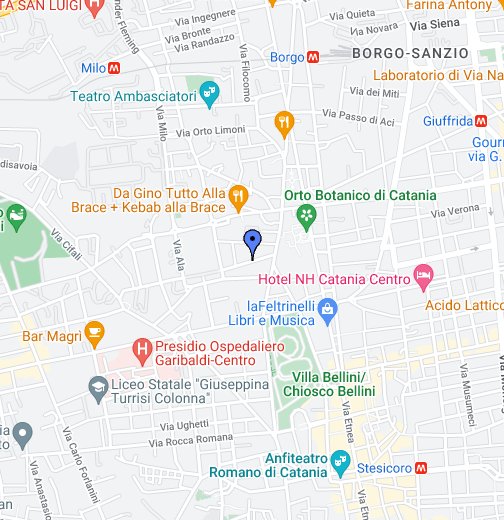 TA SAN LUIGI
Via Ingegnere
Via Quieta
Farina Antony
Via Siena
Via Bronte
Via Novara
Via Randazzo
Via Filocomo
Borgo
BORGO-SANZIO
Milo
Laboratorio di Via Na
Teatro Ambasciatori
Via dei Miti
Via Passo di Aci
Giuffrida
Via Orto Limoni
Via Milo
Gour
via G.
disavoia
Da Gino Tutto Alla
Brace + Kebab alla Brace
Orto Botanico di Catania
Via Verona
Via Cifali
Via Ala
Hotel NH Catania Centro
laFeltrinelli
Libri e Musica
Acido Lattico
Bar Magrì
Presidio Ospedaliero
Garibaldi-Centro
Villa Bellini/
Chiosco Bellini
Liceo Statale "Giuseppina
Turrisi Colonna"
Via Musumeci
Via Ughetti
Via Rocca Romana
Via Etnea
Via Carlo Forlanini
Anfiteatro
Romano di Catania
Stesicoro
Via Anastasio
San